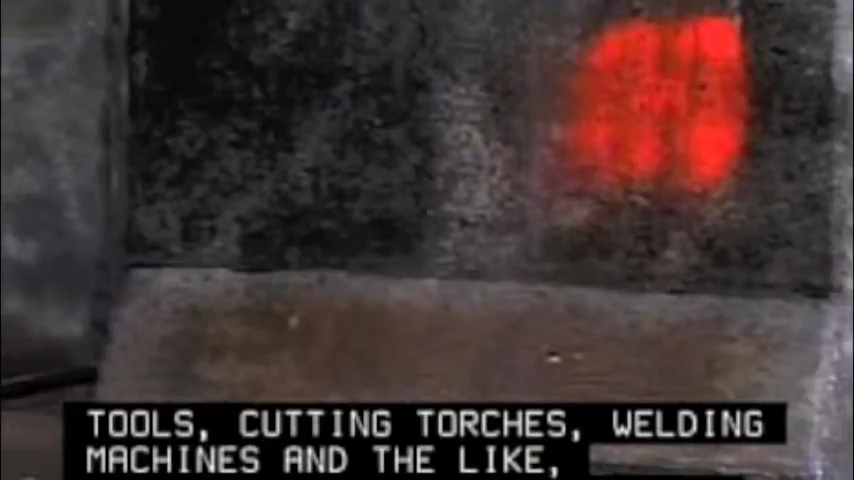 TOOLS, CUTTING TORCHES, WELDING
MACHINES AND THE LIKE,